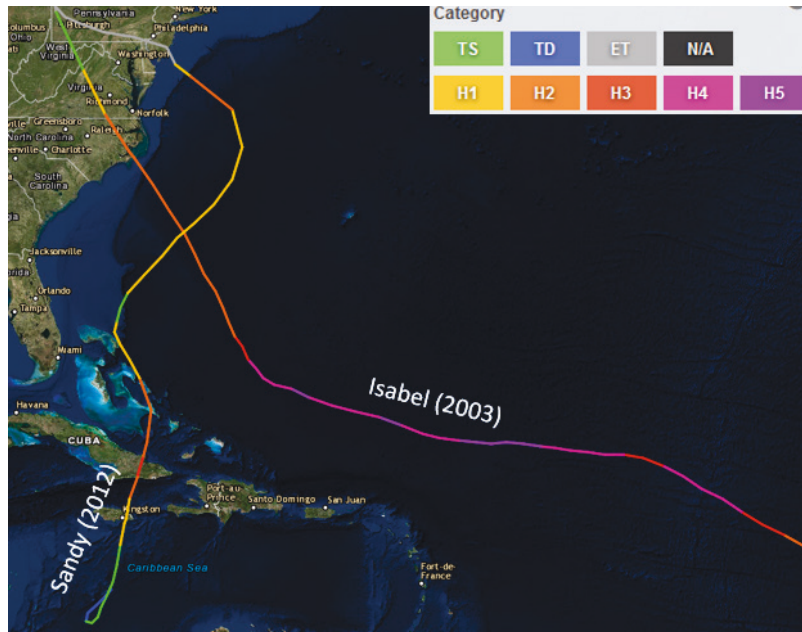 Category
TS TD ET N/A
H1 H2 H3 H4 H5
New York
Pennsylvania
Pittsburgh
Philadelphia
Columbus
Ohio
West
Virginia
Washington
Virginia
Richmond
Norfolk
Greensboro
Raleigh
North Carolina
Charlotte
South
Carolina
Jacksonville
Orlando
Tampa
Miami
Isabel (2003)
Havana
CUBA
Port-au
Prince
Santo Domingo
San Juan
Kingston
Sandy (2012)
Caribbean Sea
Fort-de
France